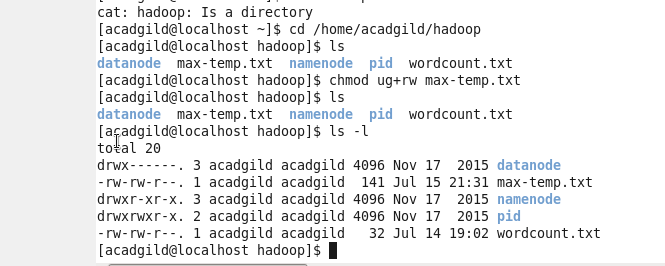 cat: hadoop: Is a directory
[acadgild@localhost ~]$ cd /home/acadgild/hadoop
[acadgild@localhost hadoop]$ ls
datanode  max-temp.txt  namenode  pid  wordcount.txt
[acadgild@localhost hadoop]$ chmod ug+rw max-temp.txt
[acadgild@localhost hadoop]$ ls
datanode  max-temp.txt  namenode  pid  wordcount.txt
[acadgild@localhost hadoop]$ ls -l
total 20
drwx------. 3 acadgild acadgild 4096 Nov 17  2015 datanode
-rw-rw-r--. 1 acadgild acadgild  141 Jul 15 21:31 max-temp.txt
drwxr-xr-x. 3 acadgild acadgild 4096 Nov 17  2015 namenode
drwxrwxr-x. 2 acadgild acadgild 4096 Nov 17  2015 pid
-rw-rw-r--. 1 acadgild acadgild   32 Jul 14 19:02 wordcount.txt
[acadgild@localhost hadoop]$